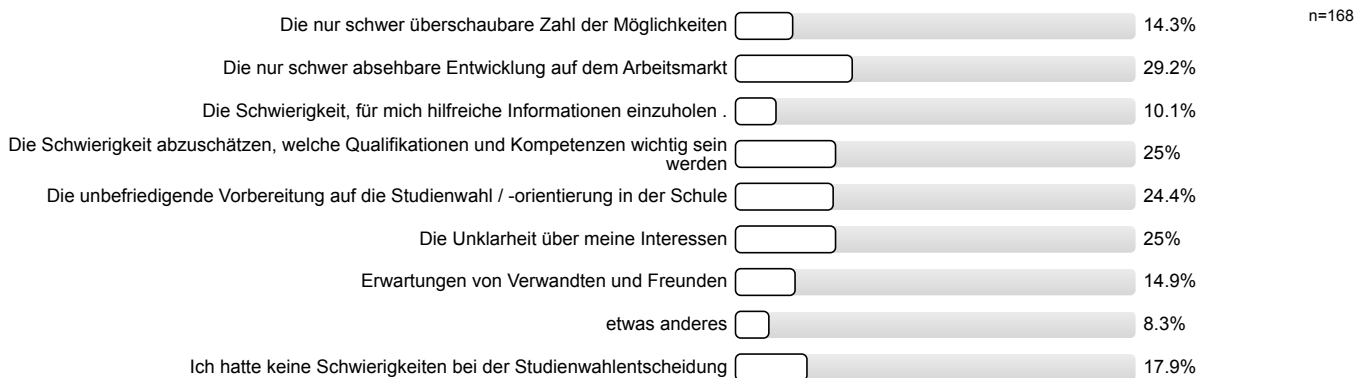 Die nur schwer überschaubare Zahl der Möglichkeiten 14.3% n=168
Die nur schwer absehbare Entwicklung auf dem Arbeitsmarkt 29.2%
Die Schwierigkeit, für mich hilfreiche Informationen einzuholen . 10.1%
Die Schwierigkeit abzuschätzen, welche Qualifikationen und Kompetenzen wichtig sein
werden 25%
Die unbefriedigende Vorbereitung auf die Studienwahl / -orientierung in der Schule 24.4%
Die Unklarheit über meine Interessen 25%
Erwartungen von Verwandten und Freunden 14.9%
etwas anderes 8.3%
Ich hatte keine Schwierigkeiten bei der Studienwahlentscheidung 17.9%